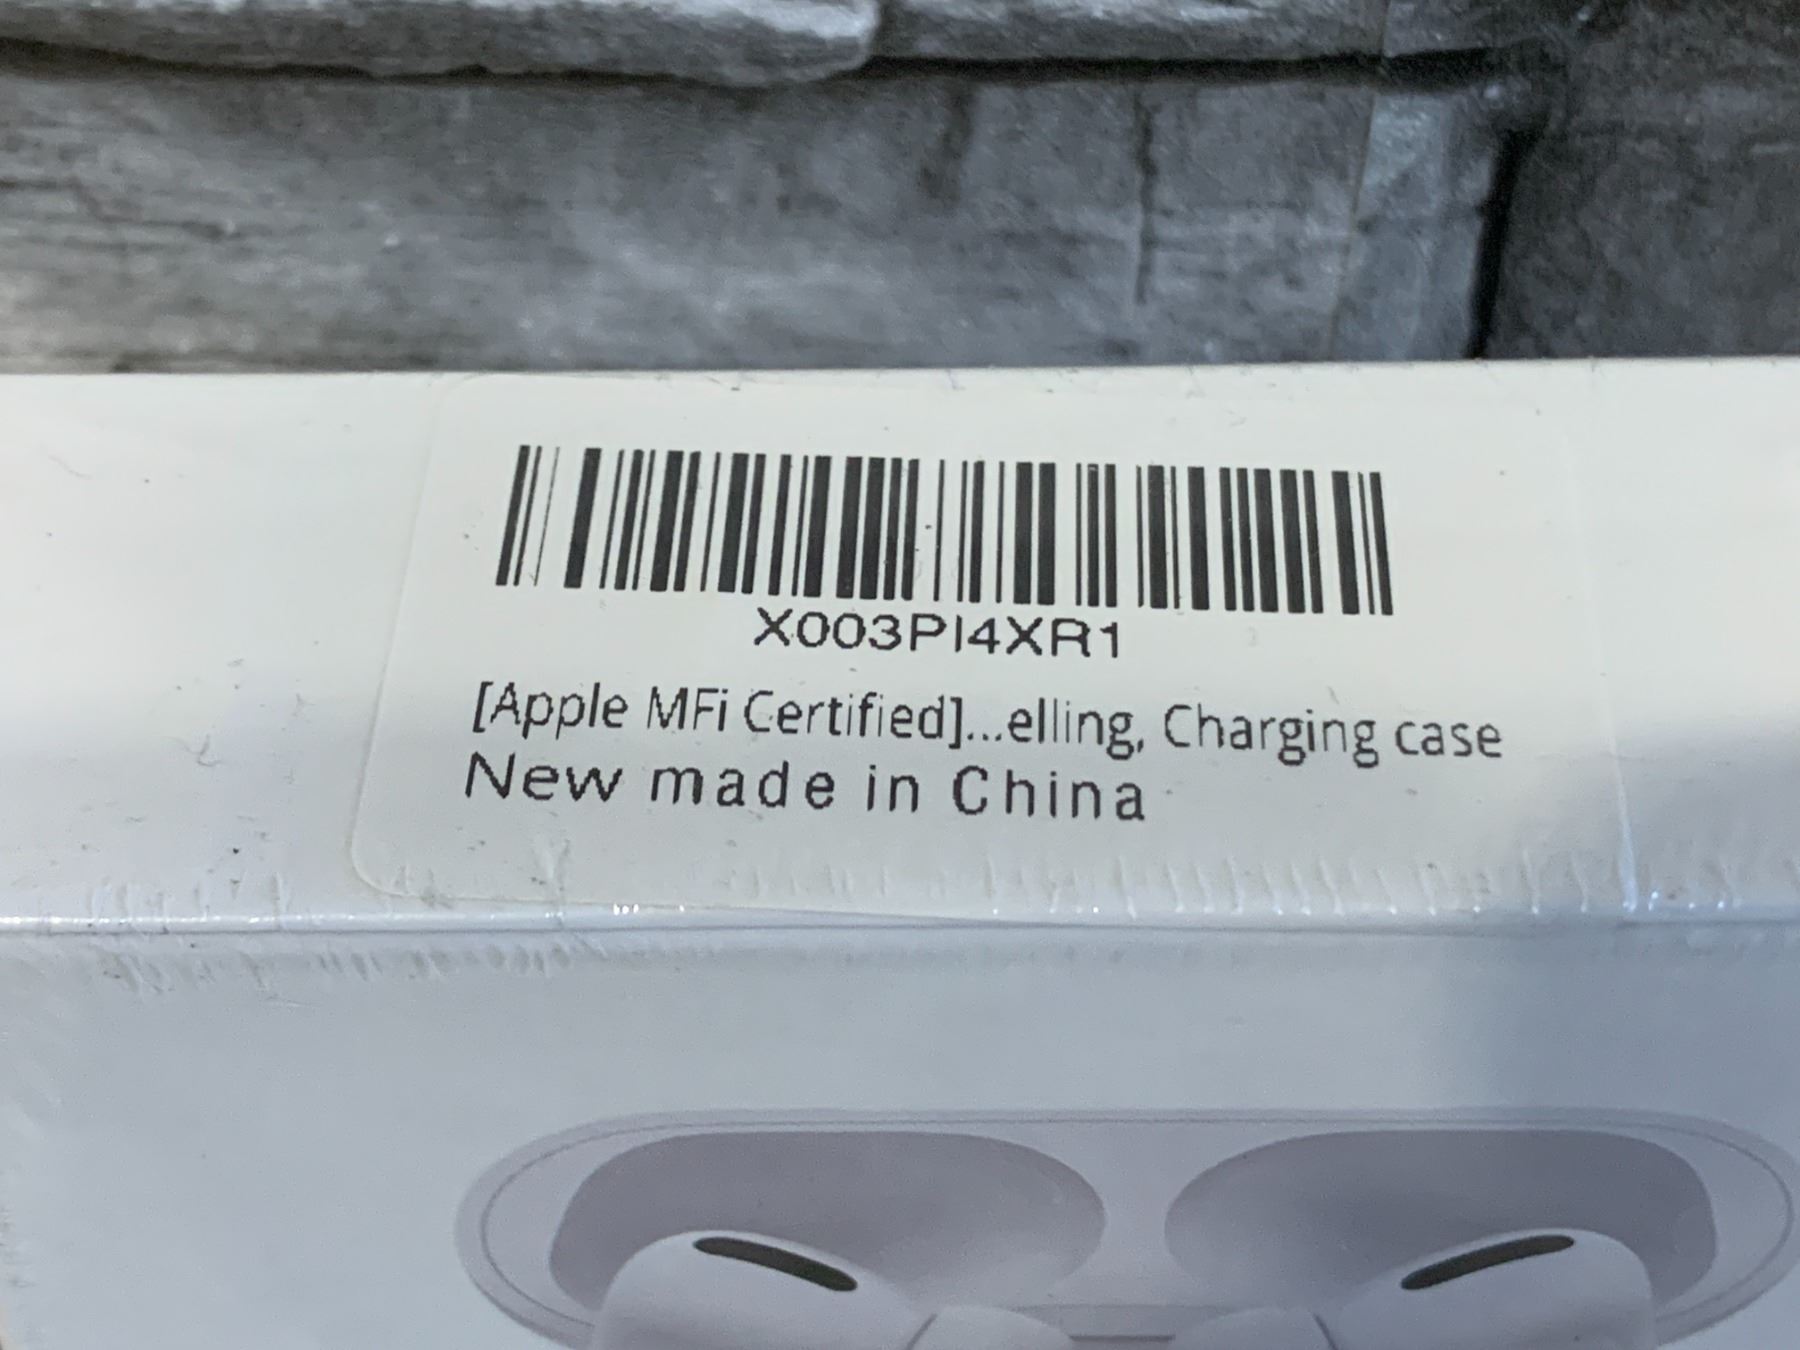 X003PI4XR1
[Apple MFi Certified]...elling, Charging case
New made in China